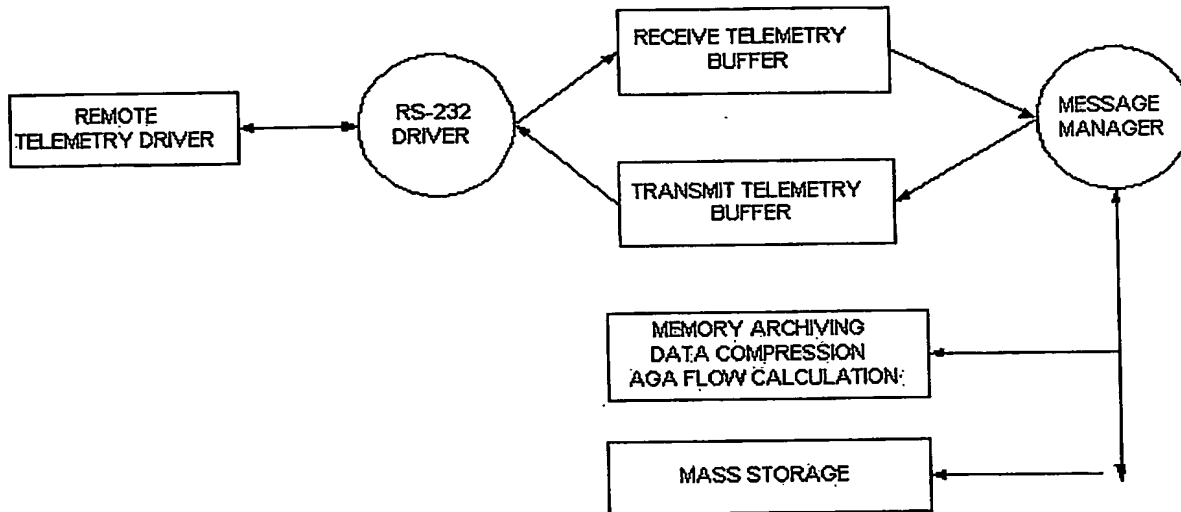 REMOTE
TELEMETRY DRIVER
RS-232
DRIVER
RECEIVE TELEMETRY
BUFFER
TRANSMIT TELEMETRY
BUFFER
MESSAGE
MANAGER
MEMORY ARCHIVING
DATA COMPRESSION
AGA FLOW CALCULATION
MASS STORAGE